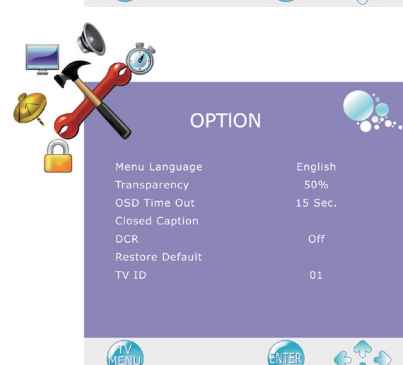 OPTION
Menu Language English
Transparency 50%
OSD Time Out 15 Sec.
Closed Caption
DCR Off
Restore Default
TV ID 01
TV MENU
ENTER